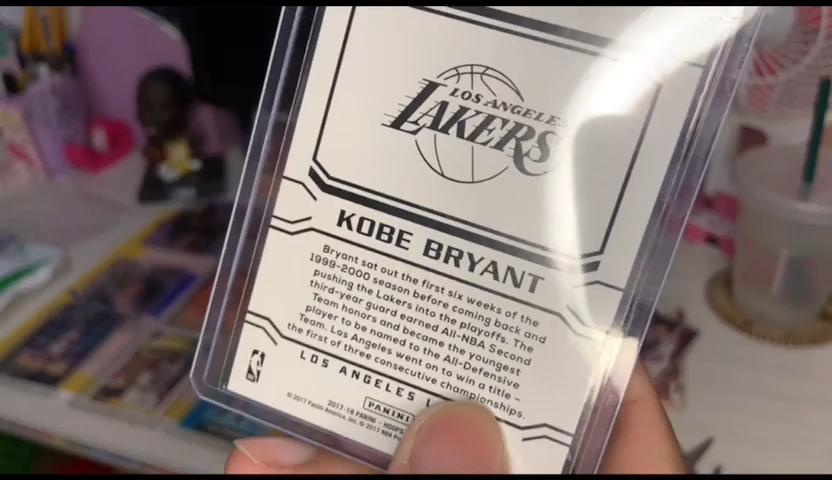 LOS ANGELES
LAKERS
KOBE BRYANT
Bryant sat out the first six weeks of the
1999-2000 season before coming back and
pushing the Lakers into the playoffs. The
third-year guard earned All-NBA Second
Team honors and became the youngest
player to be named to the All-Defensive
Team. Los Angeles went on to win a title –
the first of three consecutive championships.
LOS ANGELES L
PANINI
2017-18 PANINI - HOOPS
© 2017 Panini America, Inc. © 2017 NBA